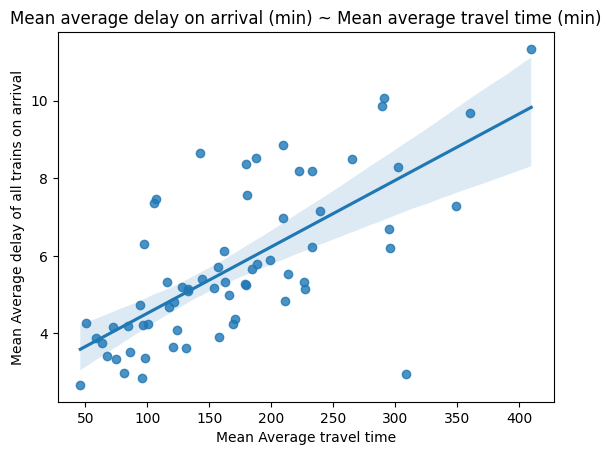 Mean average delay on arrival (min) ~ Mean average travel time (min)
Mean Average delay of all trains on arrival
10
8
6
4
50 100 150 200 250 300 350 400
Mean Average travel time